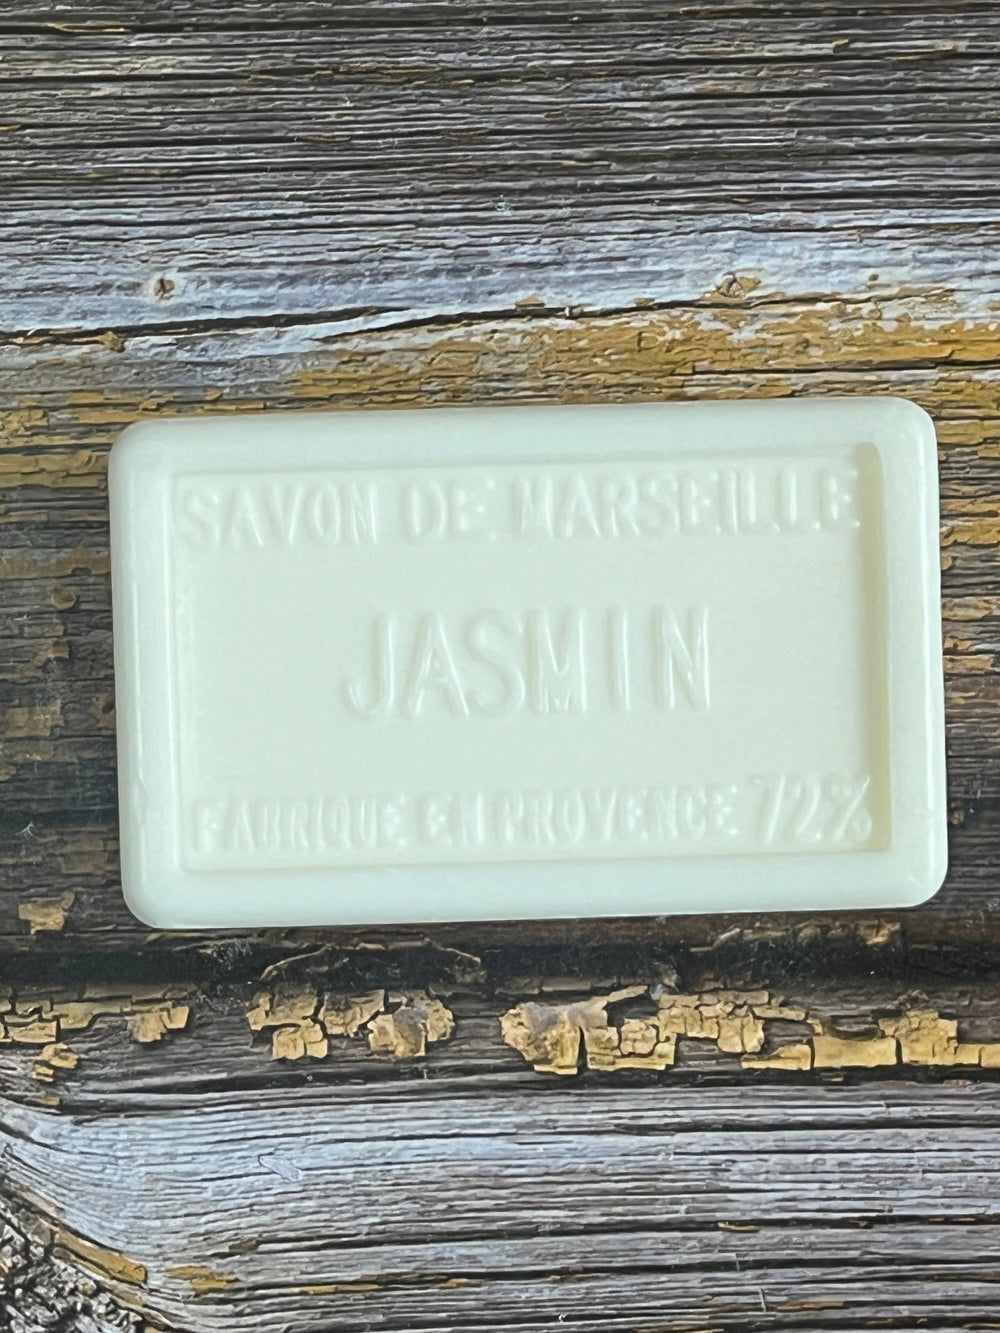 SAVON DE MARSEILLE
JASMIN
FABRIQUE EN PROVENCE 72%